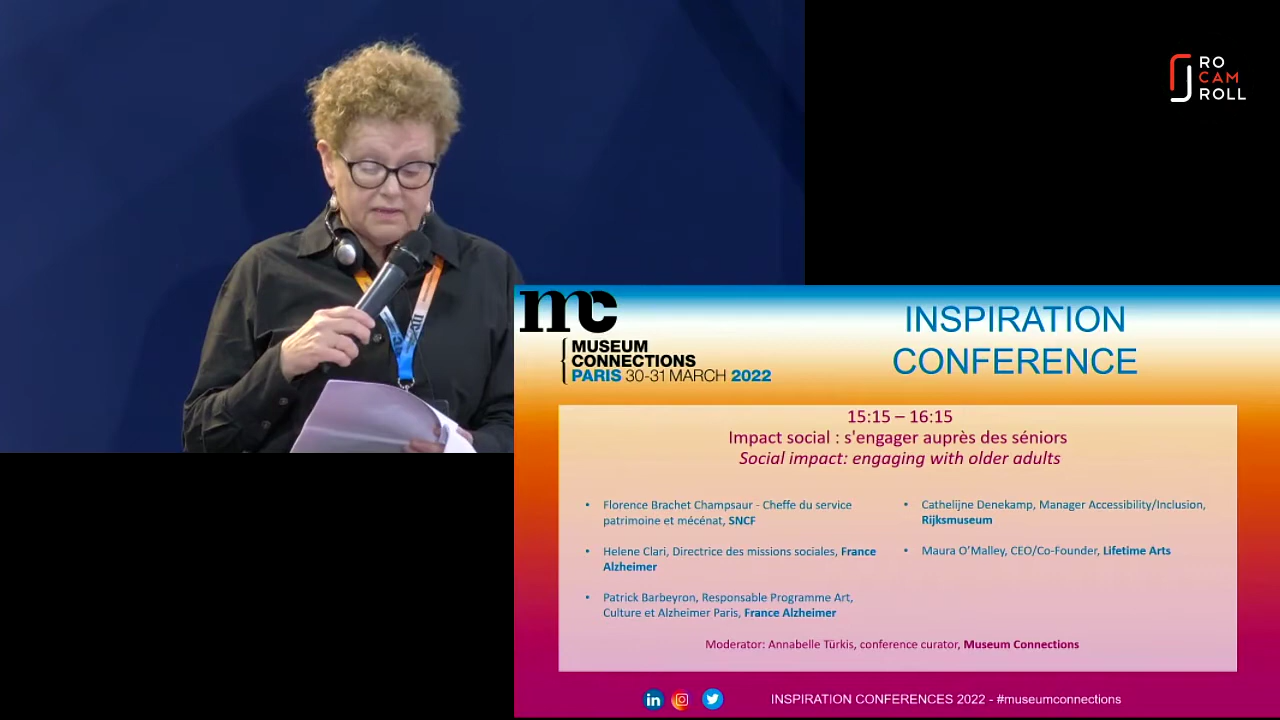 RO
CAM
ROLL
mc
MUSEUM
CONNECTIONS
PARIS 30-31 MARCH 2022
INSPIRATION
CONFERENCE
15:15 – 16:15
Impact social : s'engager auprès des séniors
Social impact: engaging with older adults
• Florence Brachet Champsaur - Cheffe du service
patrimoine et mécénat, SNCF
• Helene Clari, Directrice des missions sociales, France
Alzheimer
• Patrick Barbeyron, Responsable Programme Art,
Culture et Alzheimer Paris, France Alzheimer
• Cathelijne Denekamp, Manager Accessibility/Inclusion,
Rijksmuseum
• Maura O'Malley, CEO/Co-Founder, Lifetime Arts
Moderator: Annabelle Türkis, conference curator, Museum Connections
in
INSPIRATION CONFERENCES 2022 - #museumconnections